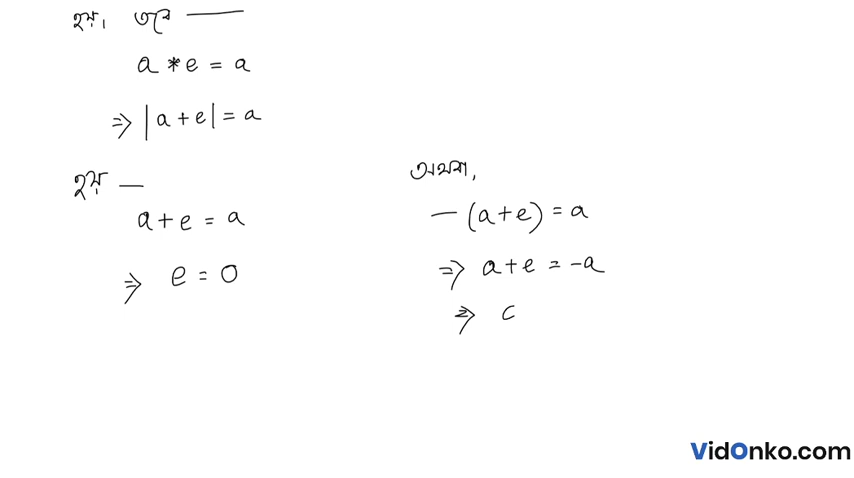 হয়, তবে —
a * e = a
⇒ |a + e| = a
হয় —
a + e = a
⇒ e = 0
অথবা,
— (a + e) = a
⇒ a + e = -a
⇒ c
VidOnko.com